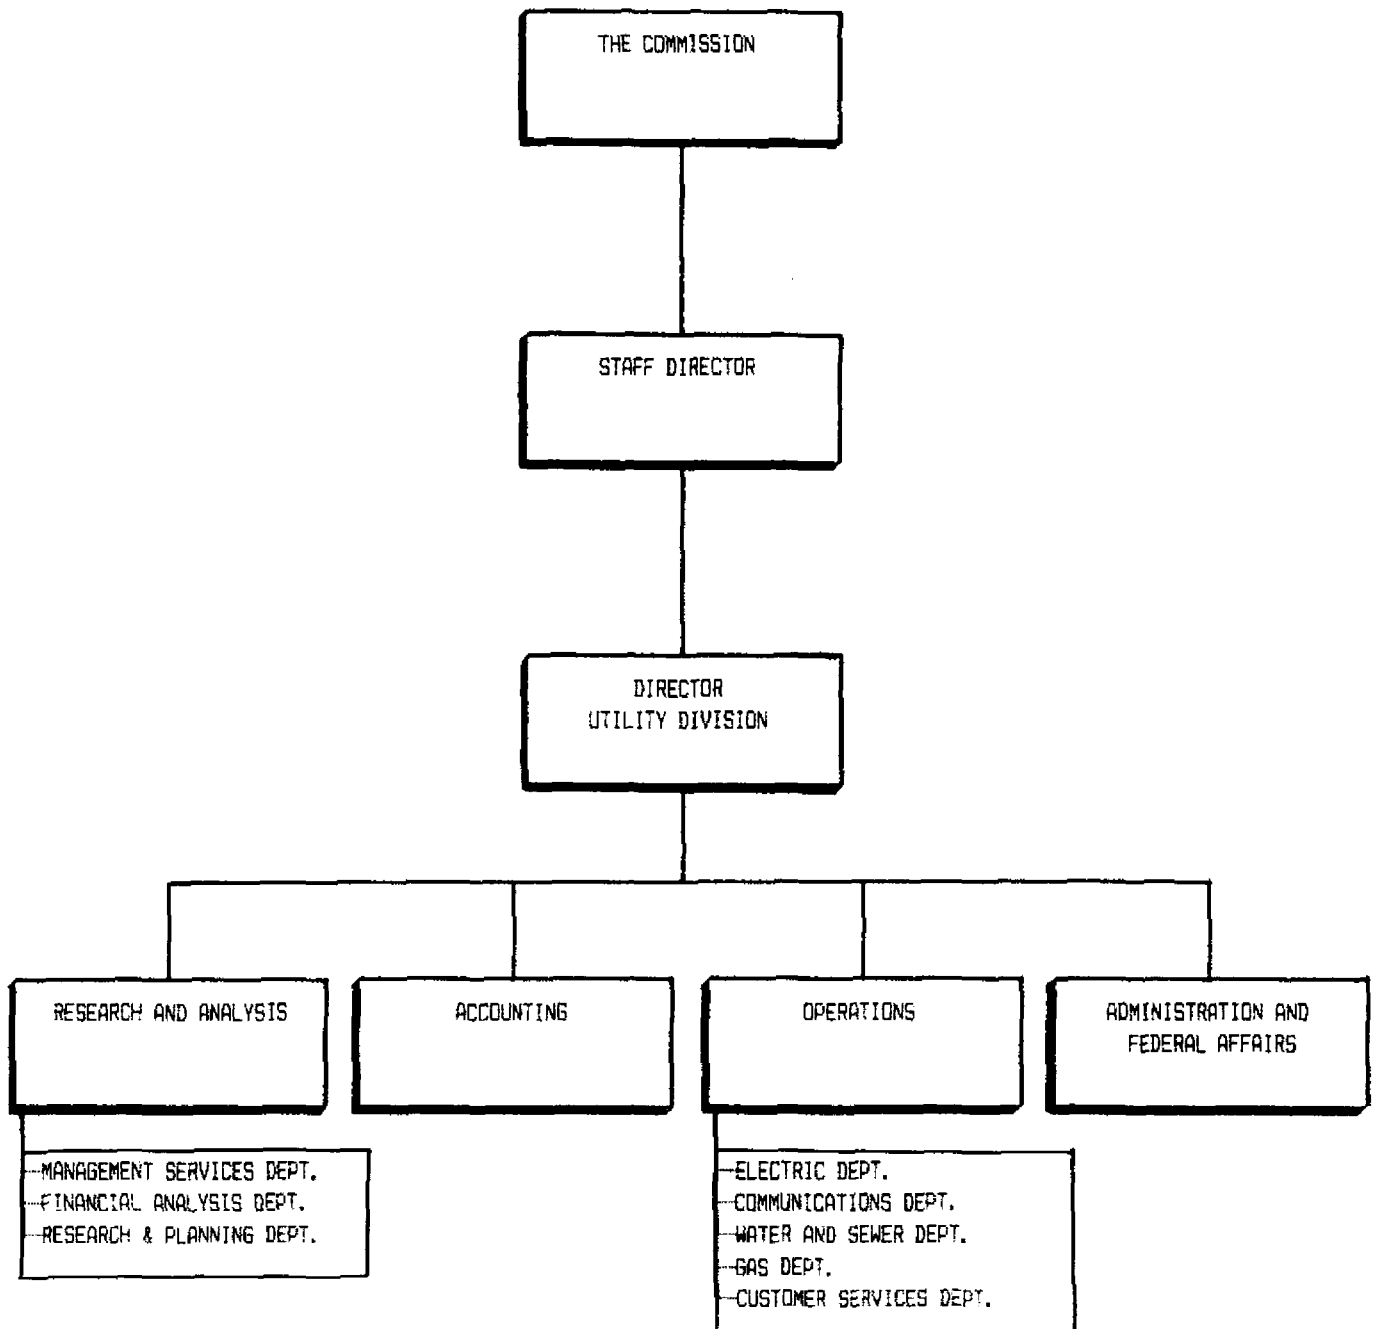 THE COMMISSION
STAFF DIRECTOR
DIRECTOR
UTILITY DIVISION
RESEARCH AND ANALYSIS
ACCOUNTING
OPERATIONS
ADMINISTRATION AND
FEDERAL AFFAIRS
MANAGEMENT SERVICES DEPT.
FINANCIAL ANALYSIS DEPT.
RESEARCH & PLANNING DEPT.
ELECTRIC DEPT.
COMMUNICATIONS DEPT.
WATER AND SEWER DEPT.
GAS DEPT.
CUSTOMER SERVICES DEPT.